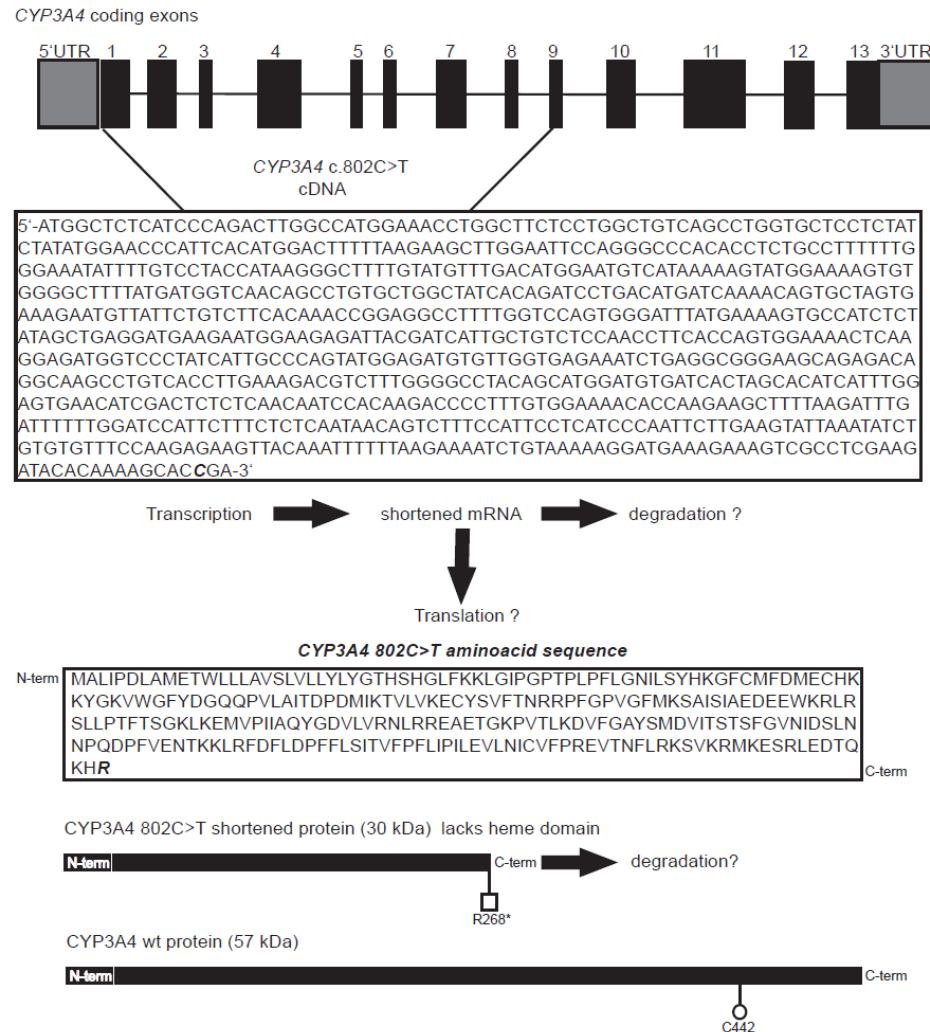 CYP3A4 coding exons
5'UTR 1 2 3 4 5 6 7 8 9 10 11 12 13 3'UTR
CYP3A4 c.802C>T
cDNA
5'-ATGGCTCTCATCCCAGACTTGGCCATGGAAACCTGGCTTCTCCTGGCTGTCAGCCTGGTGCTCCTCTAT
CTATATGGAACCCATTCACATGGACTTTTTAAGAAGCTTGGAATTCCAGGGCCCACACCTCTGCCTTTTTTG
GGAAATATTTTGTCCTACCATAAGGGCTTTTGTATGTTTGACATGGAATGTCATAAAAAGTATGGAAAAGTGT
GGGGCTTTTATGATGGTCAACAGCCTGTGCTGGCTATCACAGATCCTGACATGATCAAAACAGTGCTAGTG
AAAGAATGTTATTCTGTCTTCACAAACCGGAGGCCTTTTGGTCCAGTGGGATTTATGAAAAGTGCCATCTCT
ATAGCTGAGGATGAAGAATGGAAGAGATTACGATCATTGCTGTCTCCAACCTTCACCAGTGGAAAACTCAA
GGAGATGGTCCCTATCATTGCCCAGTATGGAGATGTGTTGGTGAGAAATCTGAGGCGGGAAGCAGAGACA
GGCAAGCCTGTCACCTTGAAAGACGTCTTTGGGGCCTACAGCATGGATGTGATCACTAGCACATCATTTGG
AGTGAACATCGACTCTCTCAACAATCCACAAGACCCCTTTGTGGAAAACACCAAGAAGCTTTTAAGATTTG
ATTTTTTGGATCCATTCTTTCTCTCAATAACAGTCTTTCCATTCCTCATCCCAATTCTTGAAGTATTAAATATCT
GTGTGTTTCCAAGAGAAGTTACAAATTTTTTAAGAAAATCTGTAAAAAGGATGAAAGAAAGTCGCCTCGAAG
ATACACAAAAGCACCGA-3'
Transcription shortened mRNA degradation ?
Translation ?
CYP3A4 802C>T aminoacid sequence
N-term MALIPDLAMETWLLLAVSLVLLYLYGTHSHGLFKKLGIPGPTPLPFLGNILSYHKGFCMFDMECHK
KYGKVWGFYDGQQPVLAITDPDMIKTVLVKECYSVFTNRRPFGPVGFMKSAISIAEDEEWKRLR
SLLPTFTSGKLKEMVPIIAQYGDVLVRNLRREAETGKPVTLKDVFGAYSMDVITSTSFGVNIDSLN
NPQDPFVENTKKLRFDFLDPFFLSITVFPFLIPILEVLNICVFPREVTNFLRKSVKRMKESRLEDTQ
KHR C-term
CYP3A4 802C>T shortened protein (30 kDa) lacks heme domain
N-term C-term degradation?
R268*
CYP3A4 wt protein (57 kDa)
N-term C-term
C442